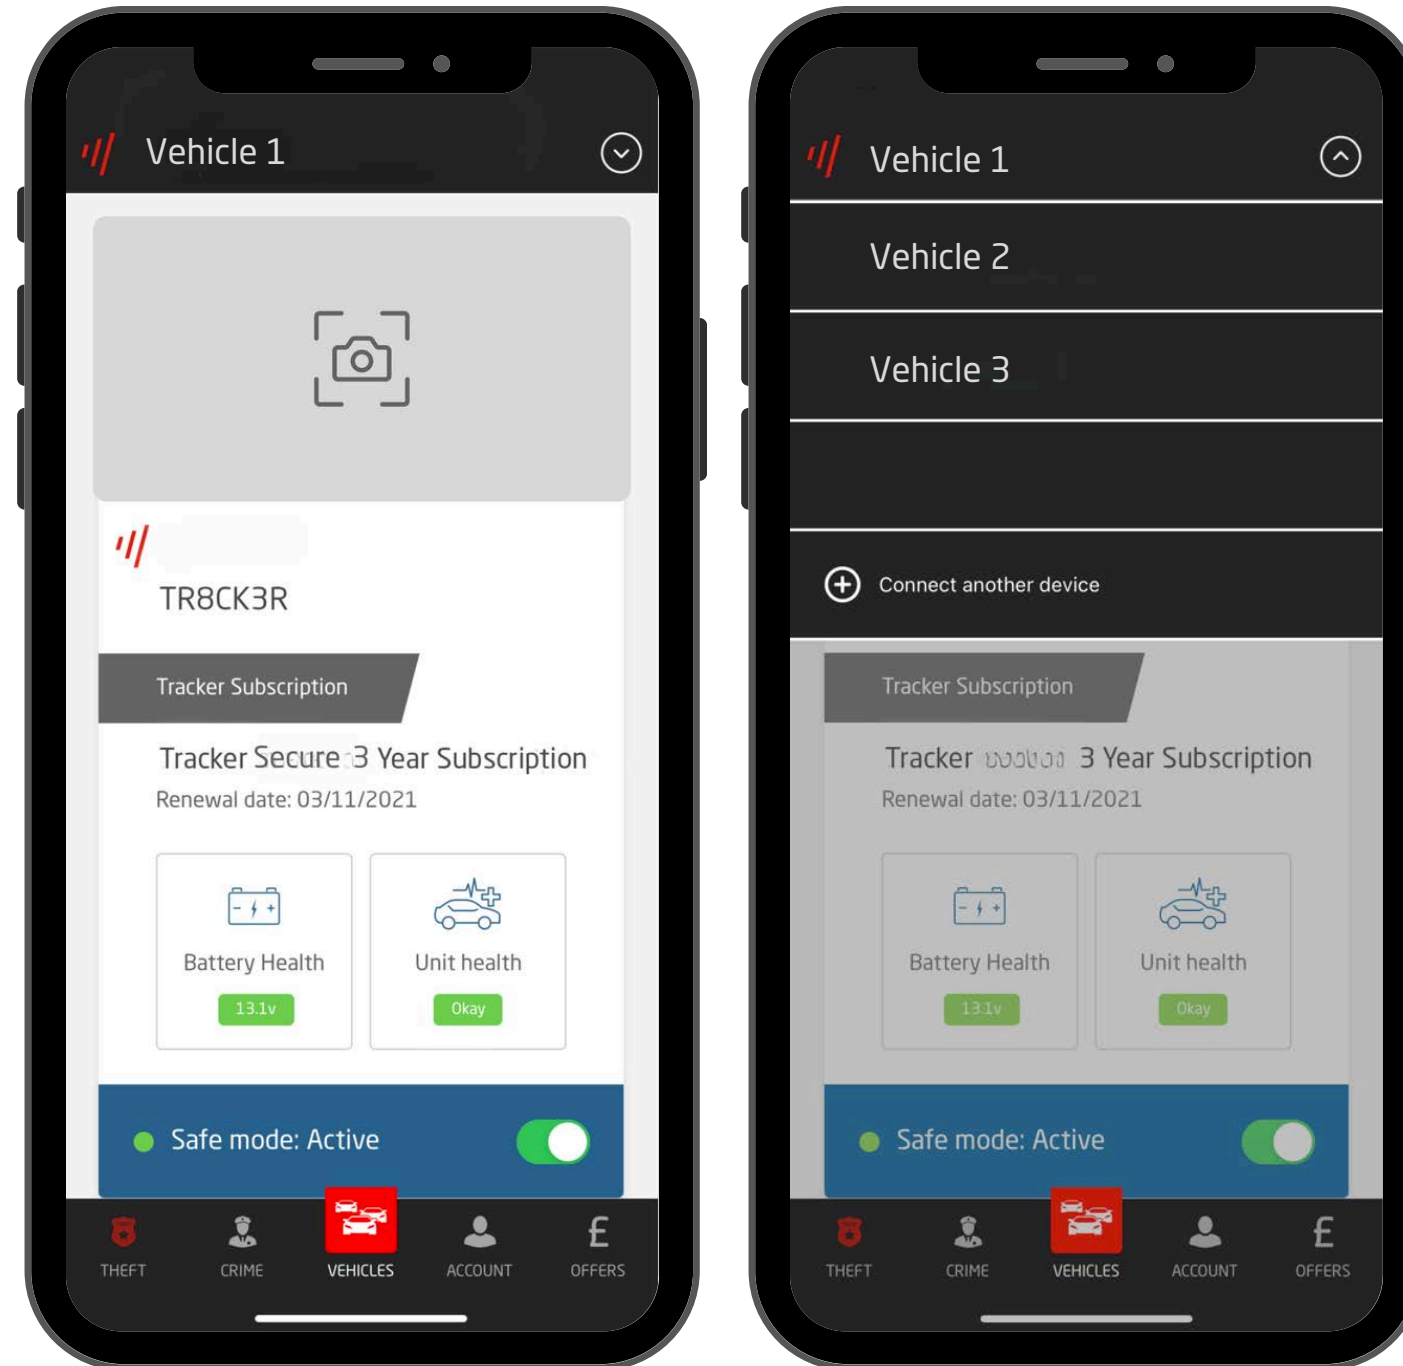 Vehicle 1
TR8CK3R
Tracker Subscription
Tracker Secure 3 Year Subscription
Renewal date: 03/11/2021
Battery Health
Unit health
13.1v
Okay
Safe mode: Active
THEFT
CRIME
VEHICLES
ACCOUNT
£
OFFERS
Vehicle 1
Vehicle 2
Vehicle 3
Connect another device
Tracker Subscription
Tracker 3 Year Subscription
Renewal date: 03/11/2021
Battery Health
Unit health
13.1v
Okay
Safe mode: Active
THEFT
CRIME
VEHICLES
ACCOUNT
£
OFFERS